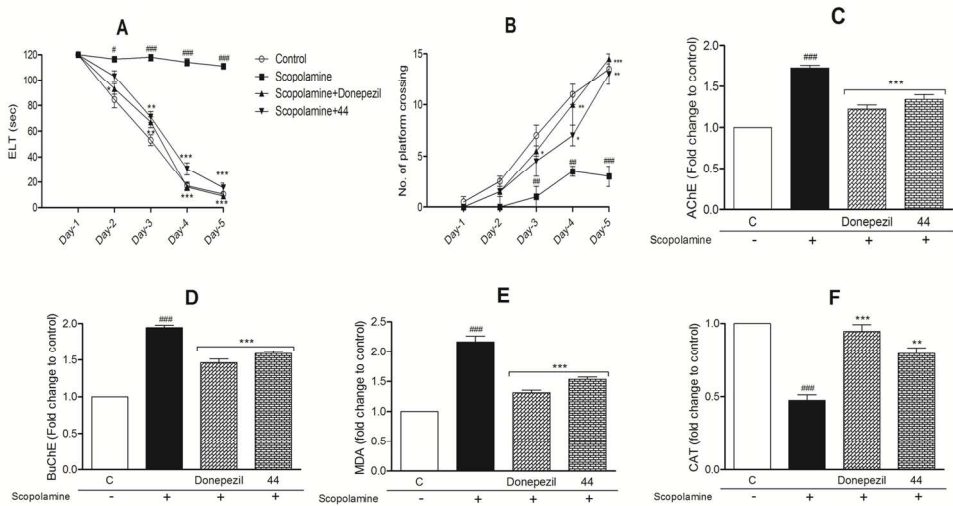 A
ELT (sec)
120
100
80
60
40
20
0
#
###
###
###
*
**
**
***
***
***
***
Day-1
Day-2
Day-3
Day-4
Day-5
Control
Scopolamine
Scopolamine+Donepezil
Scopolamine+44
B
No. of platform crossing
15
10
5
0
***
**
**
*
*
##
##
###
Day-1
Day-2
Day-3
Day-4
Day-5
C
AChE (Fold change to control)
2.0
1.5
1.0
0.5
0.0
###
***
C
Donepezil
44
Scopolamine
-
+
+
+
D
BuChE (Fold change to control)
2.0
1.5
1.0
0.5
0.0
###
***
C
Donepezil
44
Scopolamine
-
+
+
+
E
MDA (fold change to control)
2.5
2.0
1.5
1.0
0.5
0.0
###
***
C
Donepezil
44
Scopolamine
-
+
+
+
F
CAT (fold change to control)
1.0
0.5
0.0
###
***
**
C
Donepezil
44
Scopolamine
-
+
+
+